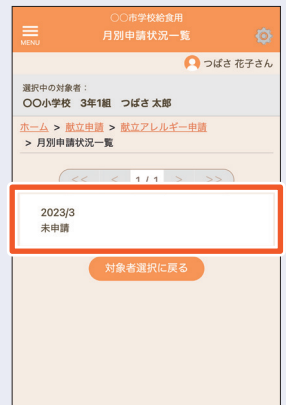 〇〇市学校給食用
MENU
月別申請状況一覧
つばさ 花子さん
選択中の対象者：
〇〇小学校 3年1組 つばさ 太郎
ホーム > 献立申請 > 献立アレルギー申請
> 月別申請状況一覧
<< < 1 / 1 > >>
2023/3
未申請
対象者選択に戻る